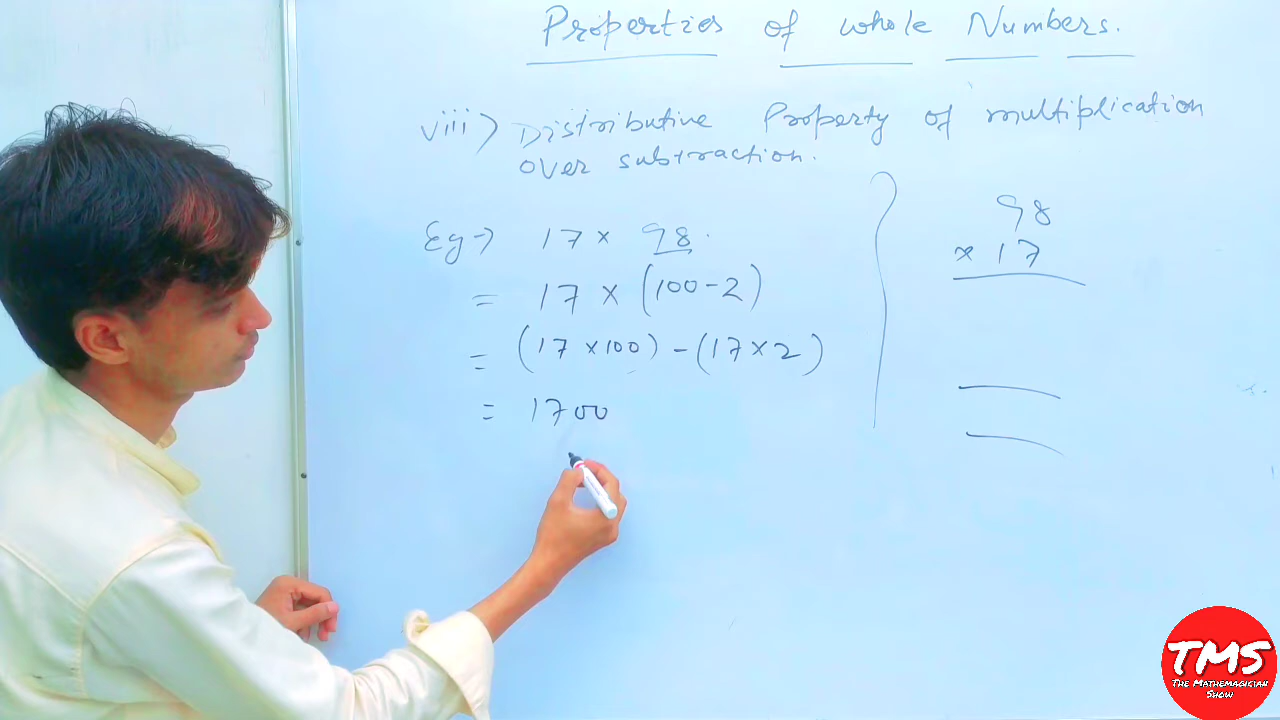 Properties of whole Numbers.
viii> Distributive Property of multiplication
over subtraction.
Eg→ 17 × 98.
= 17 × (100-2)
= (17 × 100) - (17 × 2)
= 1700
98
× 17
TMS
The Mathemagician
Show